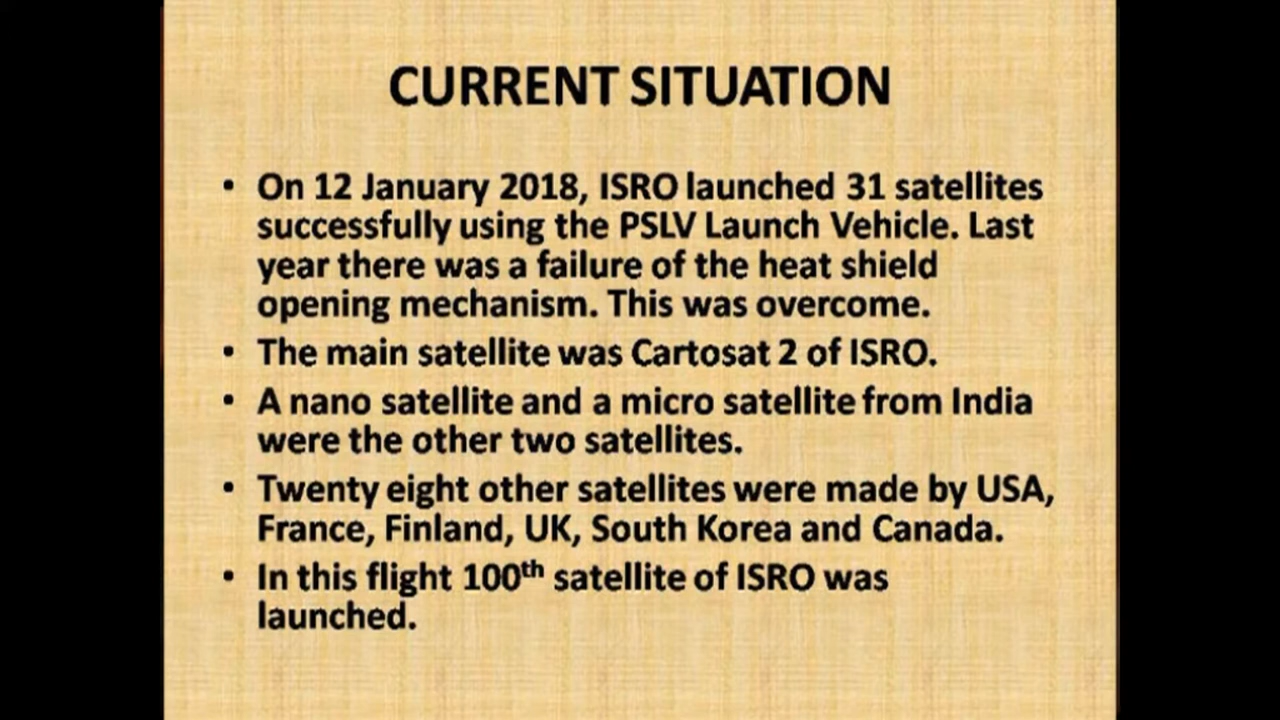 CURRENT SITUATION
• On 12 January 2018, ISRO launched 31 satellites
successfully using the PSLV Launch Vehicle. Last
year there was a failure of the heat shield
opening mechanism. This was overcome.
• The main satellite was Cartosat 2 of ISRO.
• A nano satellite and a micro satellite from India
were the other two satellites.
• Twenty eight other satellites were made by USA,
France, Finland, UK, South Korea and Canada.
• In this flight 100th satellite of ISRO was
launched.